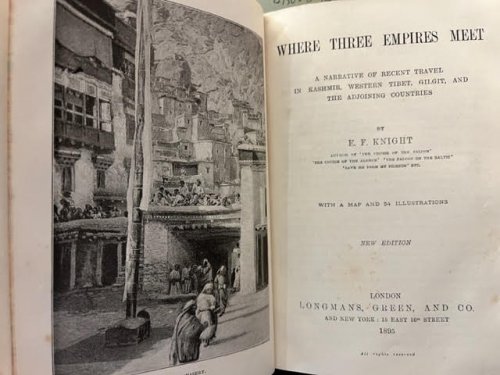 WHERE THREE EMPIRES MEET
A NARRATIVE OF RECENT TRAVEL
IN KASHMIR, WESTERN TIBET, GILGIT, AND
THE ADJOINING COUNTRIES
BY
E. F. KNIGHT
AUTHOR OF "THE CRUISE OF THE FALCON"
"THE CRUISE OF THE ALERTE" "THE FALCON ON THE BALTIC"
"SAVE ME FROM MY FRIENDS" ETC.
WITH A MAP AND 54 ILLUSTRATIONS
NEW EDITION
LONDON
LONGMANS, GREEN, AND CO.
AND NEW YORK: 15 EAST 16th STREET
1895
All rights reserved